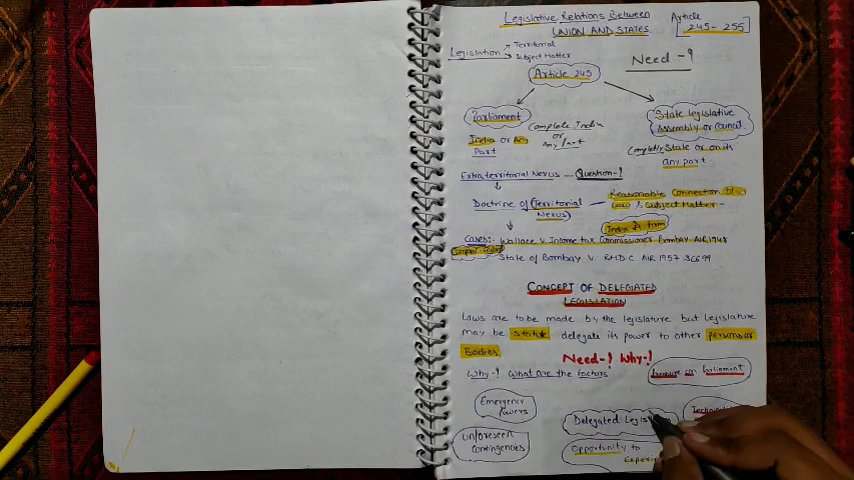 Legislative Relations Between
UNION AND STATES
Article
245-255
Legislation
Territorial
Subject Matter
Need -?
Article 245
Parliament
India or Any
Part
Complete India
or
Any Part
State Legislative
Assembly or Council
Completely State or on its
any part.
Extraterritorial Nexus - Question-!
Doctrine of (Territorial
Nexus)
Reasonable Connection
Law & Subject Matter -
Cases:- Wallace v. Income tax Commissioner Bombay AIR 1948
State of Bombay V. RMDC AIR 1957 SC 699
CONCEPT OF DELEGATED
LEGISLATION
Laws are to be made by the legislature but Legislature
may be statute delegate its power to other persons or
Bodies
Need-! Why-!
Why-! What are the factors
Pressure on Parliament
Emergency
Powers
Delegated Legis
Unforeseen
Contingencies
Opportunity to